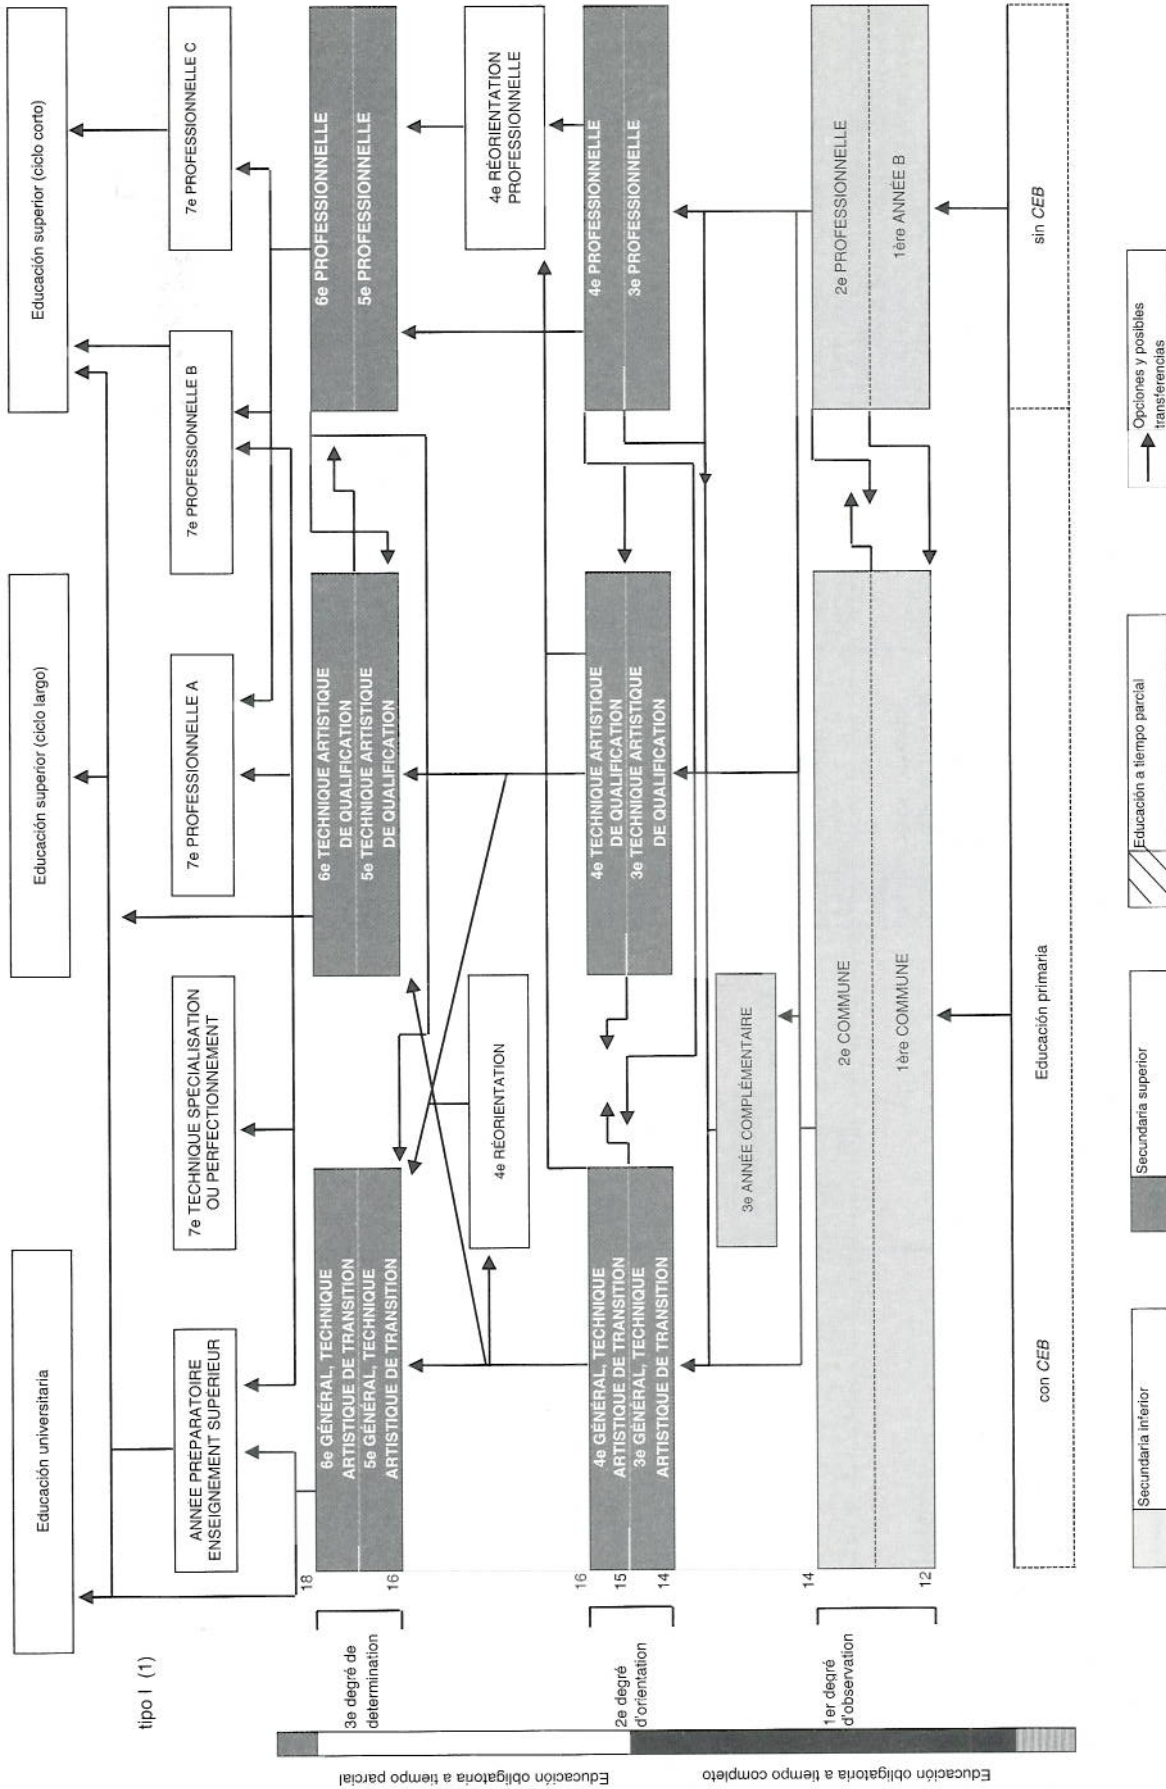 Educación universitaria
Educación superior (ciclo largo)
Educación superior (ciclo corto)
tipo I (1)
ANNEE PREPARATOIRE
ENSEIGNEMENT SUPÉRIEUR
7e TECHNIQUE SPÉCIALISATION
OU PERFECTIONNEMENT
7e PROFESSIONNELLE A
7e PROFESSIONNELLE B
7e PROFESSIONNELLE C
3e degré de
determination
18
16
6e GÉNÉRAL, TECHNIQUE
ARTISTIQUE DE TRANSITION
5e GÉNÉRAL, TECHNIQUE
ARTISTIQUE DE TRANSITION
6e TECHNIQUE ARTISTIQUE
DE QUALIFICATION
5e TECHNIQUE ARTISTIQUE
DE QUALIFICATION
6e PROFESSIONNELLE
5e PROFESSIONNELLE
4e RÉORIENTATION
4e RÉORIENTATION
PROFESSIONNELLE
2e degré
d'orientation
16
15
14
4e GÉNÉRAL, TECHNIQUE
ARTISTIQUE DE TRANSITION
3e GÉNÉRAL, TECHNIQUE
ARTISTIQUE DE TRANSITION
4e TECHNIQUE ARTISTIQUE
DE QUALIFICATION
3e TECHNIQUE ARTISTIQUE
DE QUALIFICATION
4e PROFESSIONNELLE
3e PROFESSIONNELLE
3e ANNÉE COMPLÉMENTAIRE
1er degré
d'observation
14
12
2e COMMUNE
1ère COMMUNE
2e PROFESSIONNELLE
1ère ANNÉE B
con CEB
Educación primaria
sin CEB
Educación obligatoria a tiempo parcial
Educación obligatoria a tiempo completo
Secundaria inferior
Secundaria superior
Educación a tiempo parcial
Opciones y posibles
transferencias